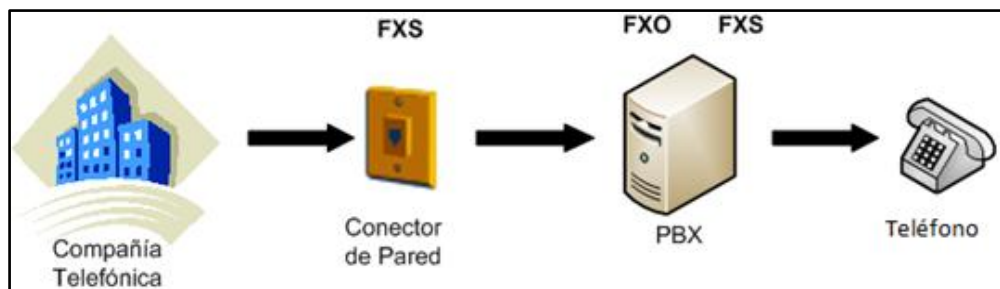 FXS
FXO FXS
Compañía
Telefónica
Conector
de Pared
PBX
Teléfono